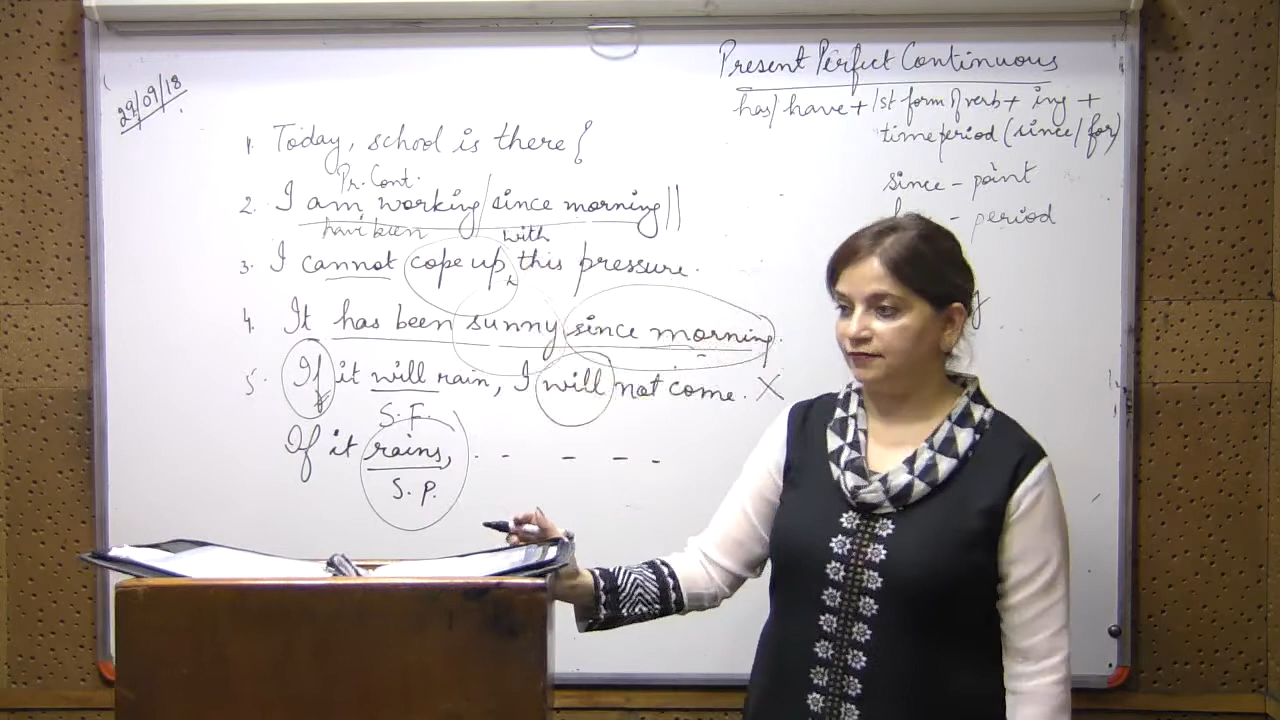 29/09/18
Present Perfect Continuous
has/ have + 1st form of verb + ing +
time period (since/for)
since - point
- period
1. Today, school is there {
Pr. Cont.
2. I am working / since morning ||
have been
with
3. I cannot cope up ^ this pressure.
4. It has been sunny since morning.
5. If it will rain, I will not come. X
S. F.
If it rains, - - - - -
S. P.